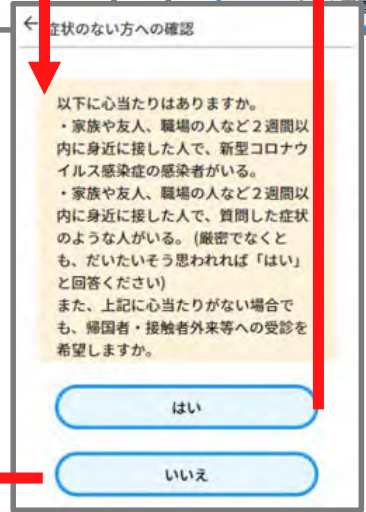 ←
症状のない方への確認
以下に心当たりはありますか。
・家族や友人、職場の人など2週間以
内に身近に接した人で、新型コロナウ
イルス感染症の感染者がいる。
・家族や友人、職場の人など2週間以
内に身近に接した人で、質問した症状
のような人がいる。(厳密でなくと
も、だいたいそう思われれば「はい」
と回答ください)
また、上記に心当たりがない場合で
も、帰国者・接触者外来等への受診を
希望しますか。
はい
いいえ